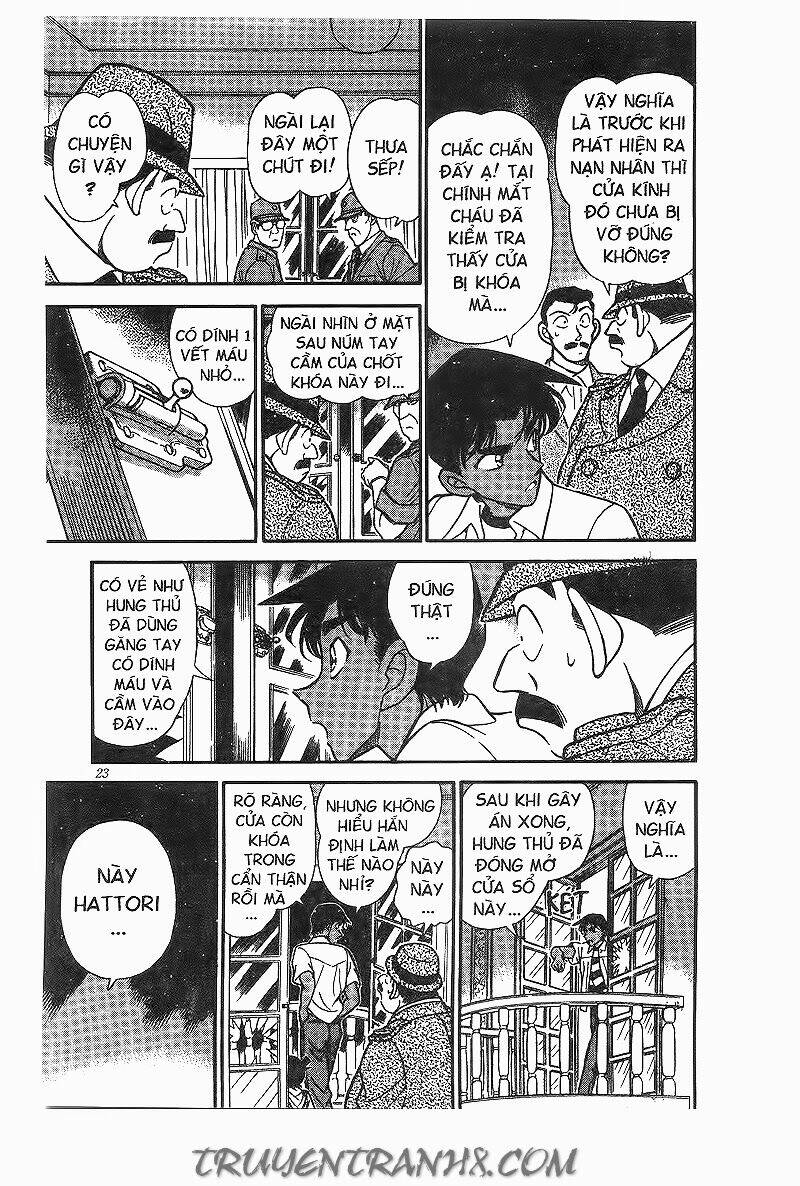 VẬY NGHĨA
LÀ TRƯỚC KHI
PHÁT HIỆN RA
NẠN NHÂN THÌ
CỬA KÍNH
ĐÓ CHƯA BỊ
VỠ ĐÚNG
KHÔNG?
CHẮC CHẮN
ĐẤY Ạ! TẠI
CHÍNH MẮT
CHÁU ĐÃ
KIỂM TRA
THẤY CỬA
BỊ KHÓA
MÀ...
THƯA
SẾP!
NGÀI LẠI
ĐÂY MỘT
CHÚT ĐI!
CÓ
CHUYỆN
GÌ VẬY
?
NGÀI NHÌN Ở MẶT
SAU NÚM TAY
CẦM CỦA CHỐT
KHÓA NÀY ĐI...
CÓ DÍNH 1
VẾT MÁU
NHỎ...
ĐÚNG
THẬT
...
CÓ VẺ NHƯ
HUNG THỦ
ĐÃ DÙNG
GĂNG TAY
CÓ DÍNH
MÁU VÀ
CẦM VÀO
ĐÂY...
23
VẬY
NGHĨA
LÀ...
SAU KHI GÂY
ÁN XONG,
HUNG THỦ ĐÃ
ĐÓNG MỞ
CỬA SỔ
NÀY...
KÉT
NHƯNG KHÔNG
HIỂU HẮN
ĐỊNH LÀM
THẾ NÀO
NHỈ?
NÀY
NÀY...
RÕ RÀNG,
CỬA CÒN
KHÓA
TRONG
CẨN THẬN
RỒI MÀ
...
NÀY
HATTORI
...
TRUYENTRANH8.COM